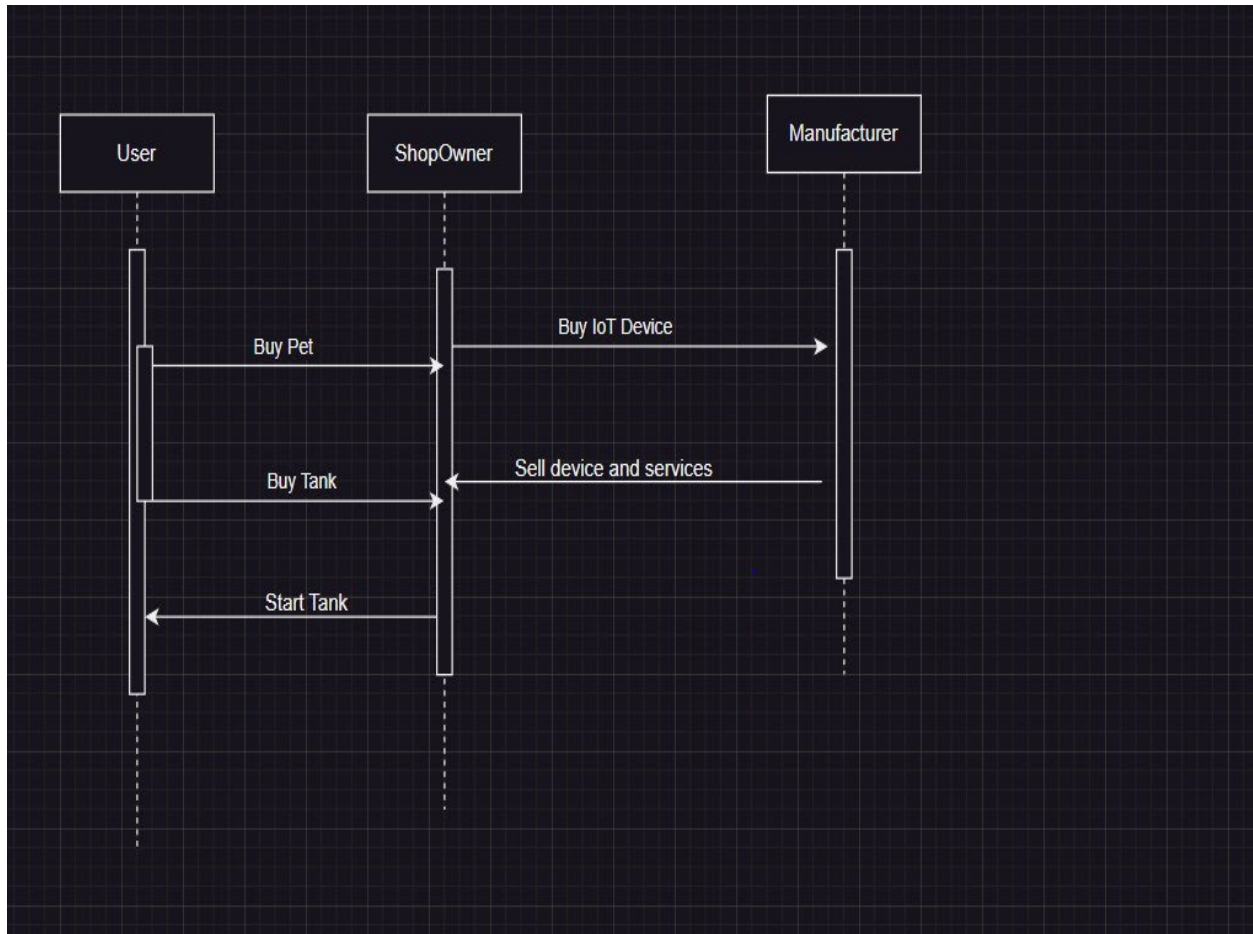 User
ShopOwner
Manufacturer
Buy IoT Device
Buy Pet
Sell device and services
Buy Tank
Start Tank